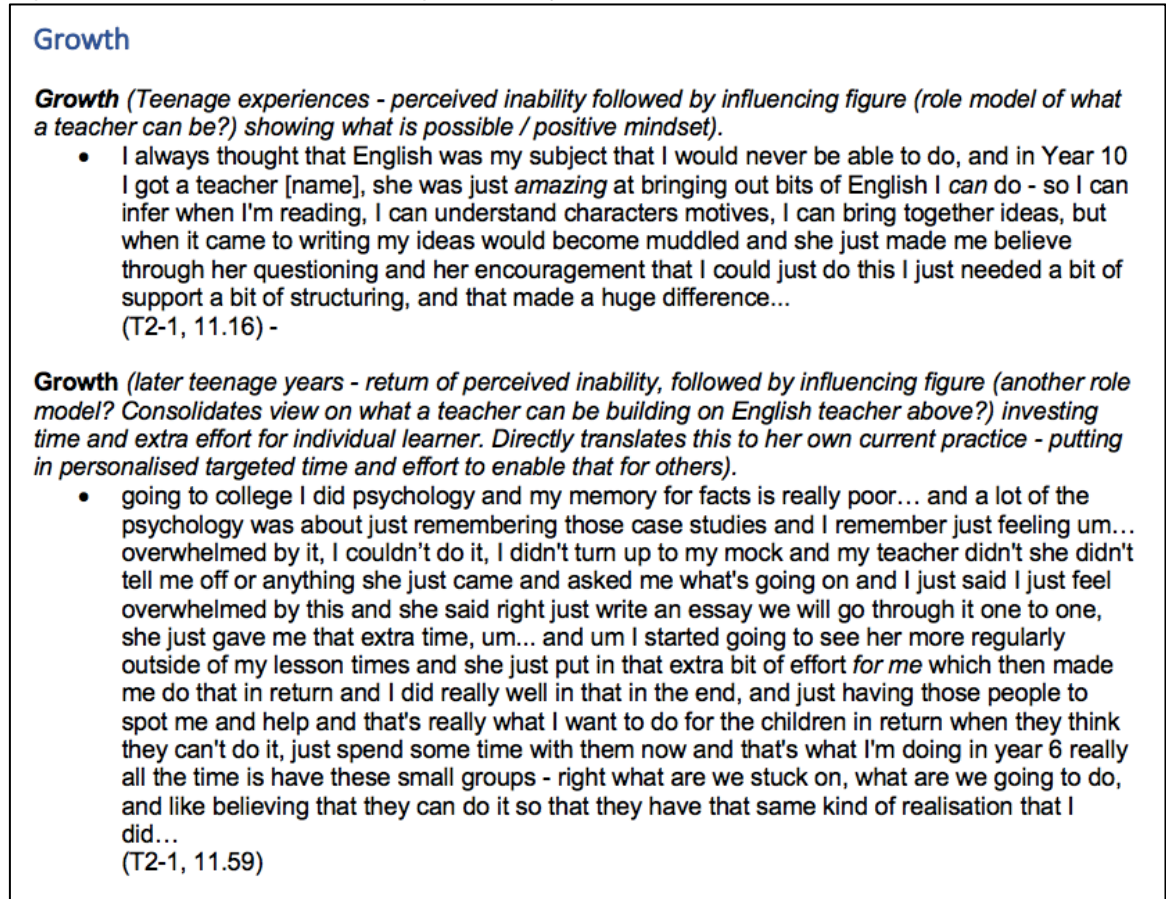 Growth
Growth (Teenage experiences - perceived inability followed by influencing figure (role model of what
a teacher can be?) showing what is possible / positive mindset).
• I always thought that English was my subject that I would never be able to do, and in Year 10
I got a teacher [name], she was just amazing at bringing out bits of English I can do - so I can
infer when I'm reading, I can understand characters motives, I can bring together ideas, but
when it came to writing my ideas would become muddled and she just made me believe
through her questioning and her encouragement that I could just do this I just needed a bit of
support a bit of structuring, and that made a huge difference...
(T2-1, 11.16) -
Growth (later teenage years - return of perceived inability, followed by influencing figure (another role
model? Consolidates view on what a teacher can be building on English teacher above?) investing
time and extra effort for individual learner. Directly translates this to her own current practice - putting
in personalised targeted time and effort to enable that for others).
• going to college I did psychology and my memory for facts is really poor… and a lot of the
psychology was about just remembering those case studies and I remember just feeling um…
overwhelmed by it, I couldn't do it, I didn't turn up to my mock and my teacher didn't she didn't
tell me off or anything she just came and asked me what's going on and I just said I just feel
overwhelmed by this and she said right just write an essay we will go through it one to one,
she just gave me that extra time, um... and um I started going to see her more regularly
outside of my lesson times and she just put in that extra bit of effort for me which then made
me do that in return and I did really well in that in the end, and just having those people to
spot me and help and that's really what I want to do for the children in return when they think
they can't do it, just spend some time with them now and that's what I'm doing in year 6 really
all the time is have these small groups - right what are we stuck on, what are we going to do,
and like believing that they can do it so that they have that same kind of realisation that I
did…
(T2-1, 11.59)